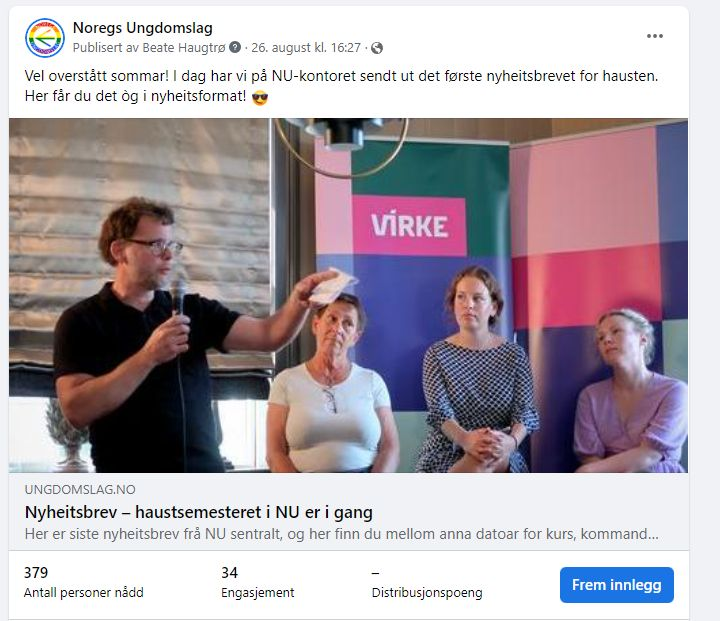 Noregs Ungdomslag
Publisert av Beate Haugtrø · 26. august kl. 16:27 ·
Vel overstått sommar! I dag har vi på NU-kontoret sendt ut det første nyheitsbrevet for hausten.
Her får du det òg i nyheitsformat! 😎
VIRKE
UNGDOMSLAG.NO
Nyheitsbrev – haustsemesteret i NU er i gang
Her er siste nyheitsbrev frå NU sentralt, og her finn du mellom anna datoar for kurs, kommand...
379
Antall personer nådd
34
Engasjement
–
Distribusjonspoeng
Frem innlegg